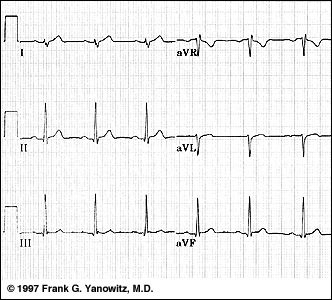 I
aVR
II
aVL
III
aVF
© 1997 Frank G. Yanowitz, M.D.